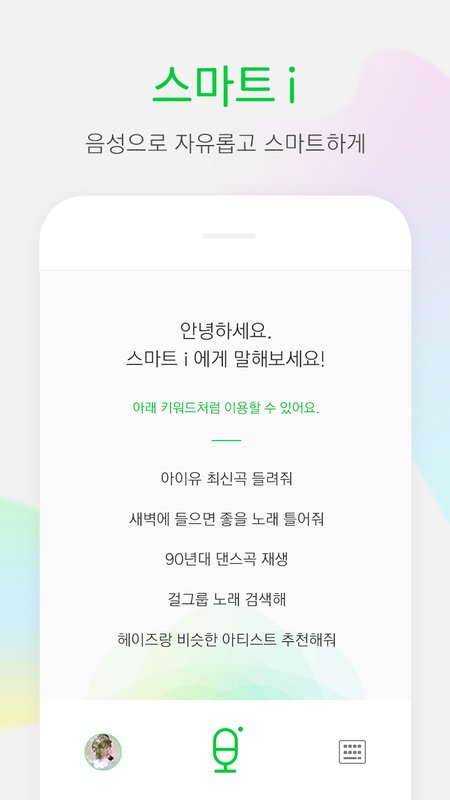 스마트 i
음성으로 자유롭고 스마트하게
안녕하세요.
스마트 i 에게 말해보세요!
아래 키워드처럼 이용할 수 있어요.
아이유 최신곡 들려줘
새벽에 들으면 좋을 노래 틀어줘
90년대 댄스곡 재생
걸그룹 노래 검색해
헤이즈랑 비슷한 아티스트 추천해줘